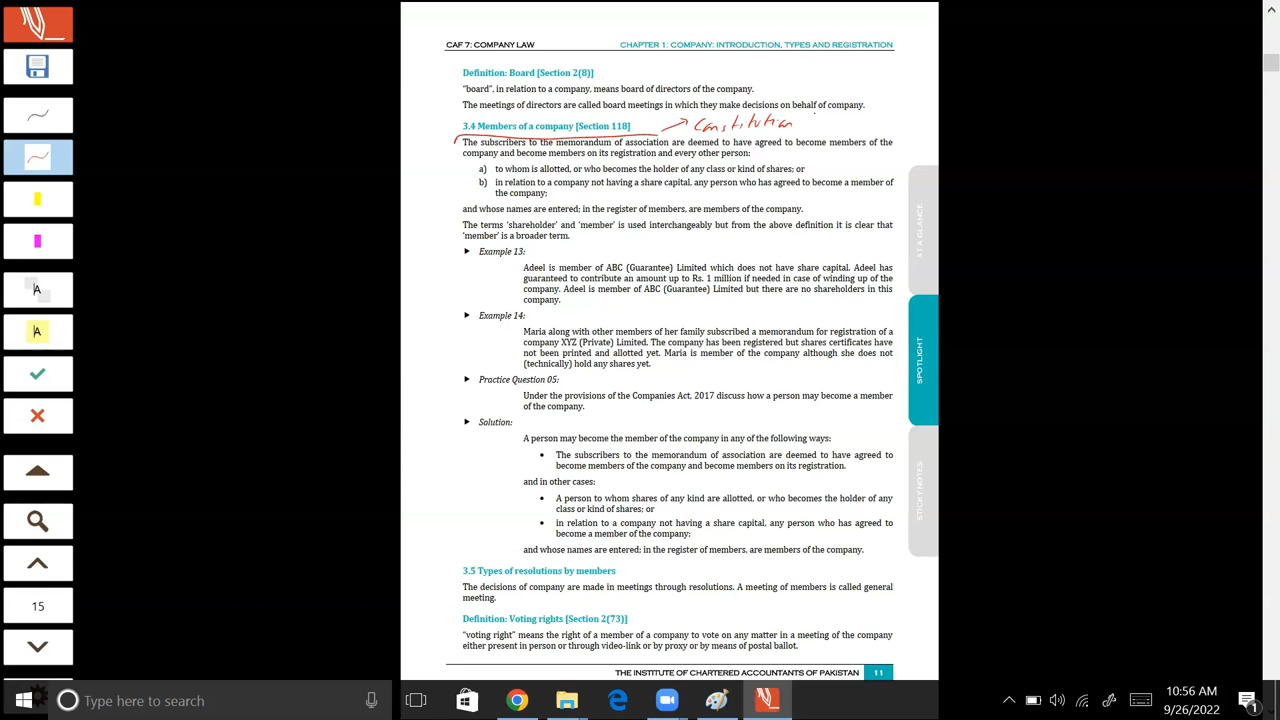 CAF 7: COMPANY LAW CHAPTER 1: COMPANY: INTRODUCTION, TYPES AND REGISTRATION
Definition: Board [Section 2(8)]
"board", in relation to a company, means board of directors of the company.
The meetings of directors are called board meetings in which they make decisions on behalf of company.
3.4 Members of a company [Section 118] Constitution
The subscribers to the memorandum of association are deemed to have agreed to become members of the
company and become members on its registration and every other person:
a) to whom is allotted, or who becomes the holder of any class or kind of shares; or
b) in relation to a company not having a share capital, any person who has agreed to become a member of
the company;
and whose names are entered; in the register of members, are members of the company.
The terms 'shareholder' and 'member' is used interchangeably but from the above definition it is clear that
'member' is a broader term.
Example 13:
Adeel is member of ABC (Guarantee) Limited which does not have share capital. Adeel has
guaranteed to contribute an amount up to Rs. 1 million if needed in case of winding up of the
company. Adeel is member of ABC (Guarantee) Limited but there are no shareholders in this
company.
Example 14:
Maria along with other members of her family subscribed a memorandum for registration of a
company XYZ (Private) Limited. The company has been registered but shares certificates have
not been printed and allotted yet. Maria is member of the company although she does not
(technically) hold any shares yet.
Practice Question 05:
Under the provisions of the Companies Act, 2017 discuss how a person may become a member
of the company.
Solution:
A person may become the member of the company in any of the following ways:
• The subscribers to the memorandum of association are deemed to have agreed to
become members of the company and become members on its registration.
and in other cases:
• A person to whom shares of any kind are allotted, or who becomes the holder of any
class or kind of shares; or
• in relation to a company not having a share capital, any person who has agreed to
become a member of the company;
and whose names are entered; in the register of members, are members of the company.
3.5 Types of resolutions by members
The decisions of company are made in meetings through resolutions. A meeting of members is called general
meeting.
Definition: Voting rights [Section 2(73)]
"voting right" means the right of a member of a company to vote on any matter in a meeting of the company
either present in person or through video-link or by proxy or by means of postal ballot.
THE INSTITUTE OF CHARTERED ACCOUNTANTS OF PAKISTAN 11
AT A GLANCE
SPOTLIGHT
STICKY NOTES
A
A
15
Type here to search
10:56 AM
9/26/2022
1